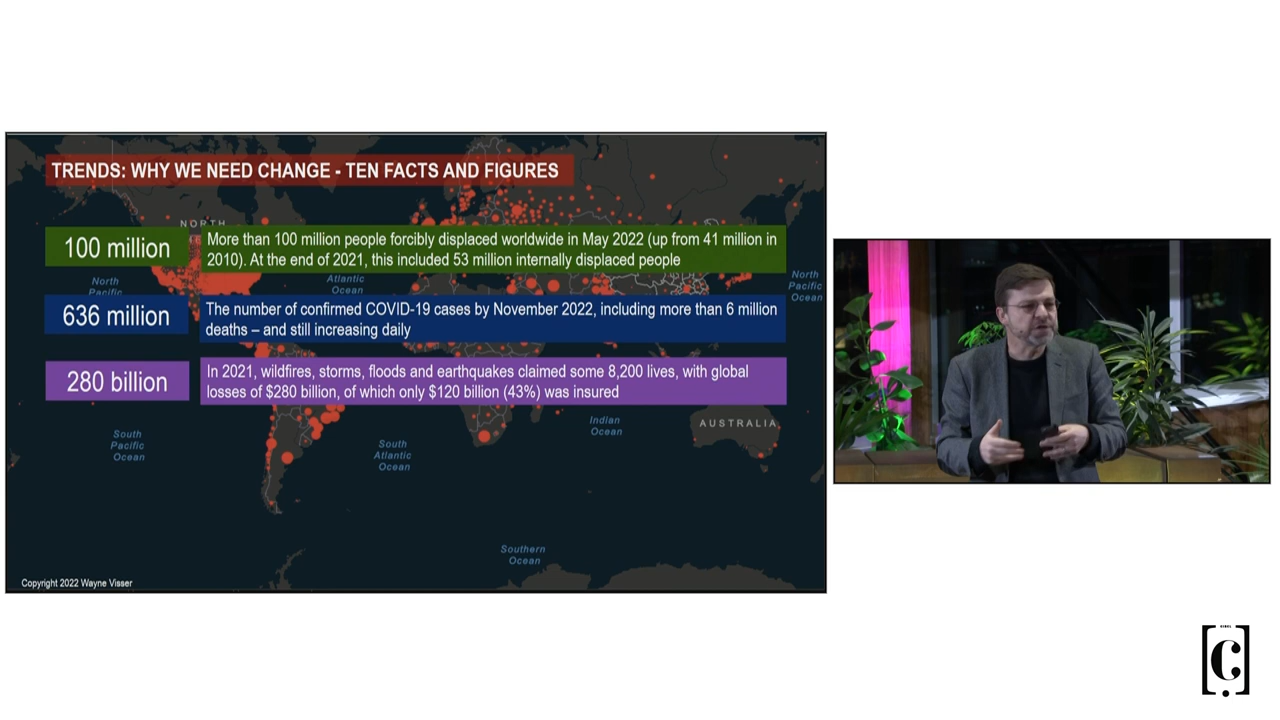 TRENDS: WHY WE NEED CHANGE - TEN FACTS AND FIGURES
NORTH
100 million
More than 100 million people forcibly displaced worldwide in May 2022 (up from 41 million in
2010). At the end of 2021, this included 53 million internally displaced people
North
Pacific
Atlantic
Ocean
North
Pacific
Ocean
636 million
The number of confirmed COVID-19 cases by November 2022, including more than 6 million
deaths – and still increasing daily
280 billion
In 2021, wildfires, storms, floods and earthquakes claimed some 8,200 lives, with global
losses of $280 billion, of which only $120 billion (43%) was insured
South
Pacific
Ocean
South
Atlantic
Ocean
Indian
Ocean
AUSTRALIA
Southern
Ocean
Copyright 2022 Wayne Visser
[Ç]